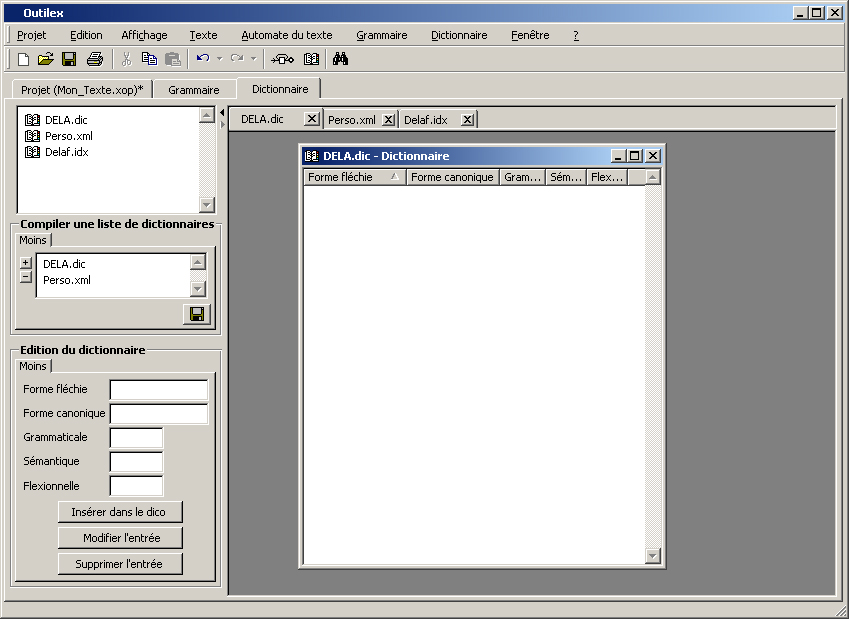 Outilex
Projet Edition Affichage Texte Automate du texte Grammaire Dictionnaire Fenêtre ?
Projet (Mon_Texte.xop)* Grammaire Dictionnaire
DELA.dic
Perso.xml
Delaf.idx
Compiler une liste de dictionnaires
Moins
DELA.dic
Perso.xml
Edition du dictionnaire
Moins
Forme fléchie
Forme canonique
Grammaticale
Sémantique
Flexionnelle
Insérer dans le dico
Modifier l'entrée
Supprimer l'entrée
DELA.dic Perso.xml Delaf.idx
DELA.dic - Dictionnaire
Forme fléchie Forme canonique Gram... Sém... Flex...